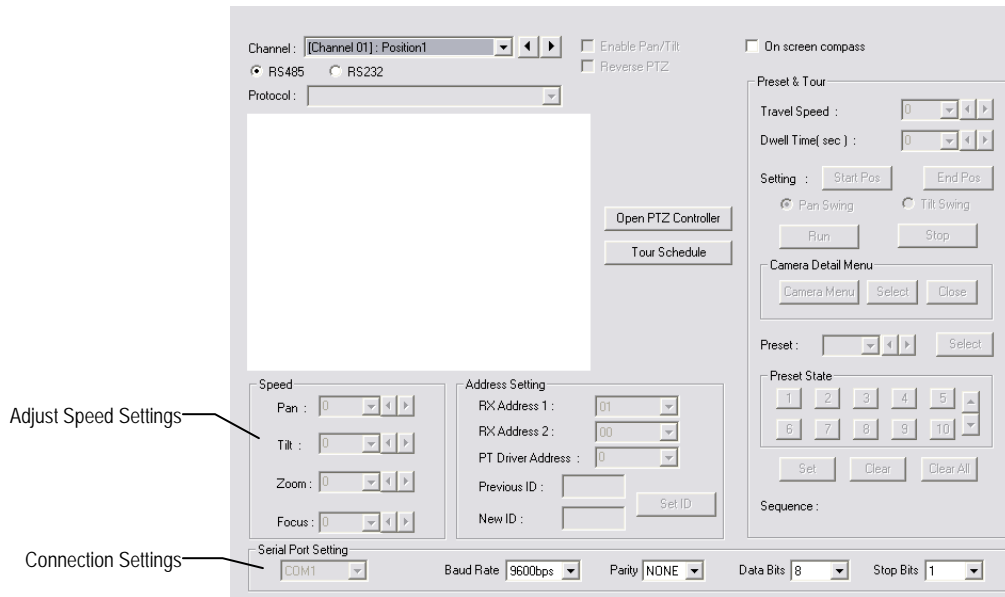 Channel : [Channel 01] : Position1
Enable Pan/Tilt
On screen compass
RS485 RS232
Reverse PTZ
Protocol :
Preset & Tour
Travel Speed : 0
Dwell Time( sec ) : 0
Setting : Start Pos End Pos
Pan Swing Tilt Swing
Run Stop
Open PTZ Controller
Tour Schedule
Camera Detail Menu
Camera Menu Select Close
Preset : Select
Preset State
1 2 3 4 5
6 7 8 9 10
Set Clear Clear All
Sequence :
Adjust Speed Settings
Speed
Pan : 0
Tilt : 0
Zoom : 0
Focus : 0
Address Setting
RX Address 1 : 01
RX Address 2 : 00
PT Driver Address : 0
Previous ID :
New ID :
Set ID
Connection Settings
Serial Port Setting
COM1 Baud Rate 9600bps Parity NONE Data Bits 8 Stop Bits 1